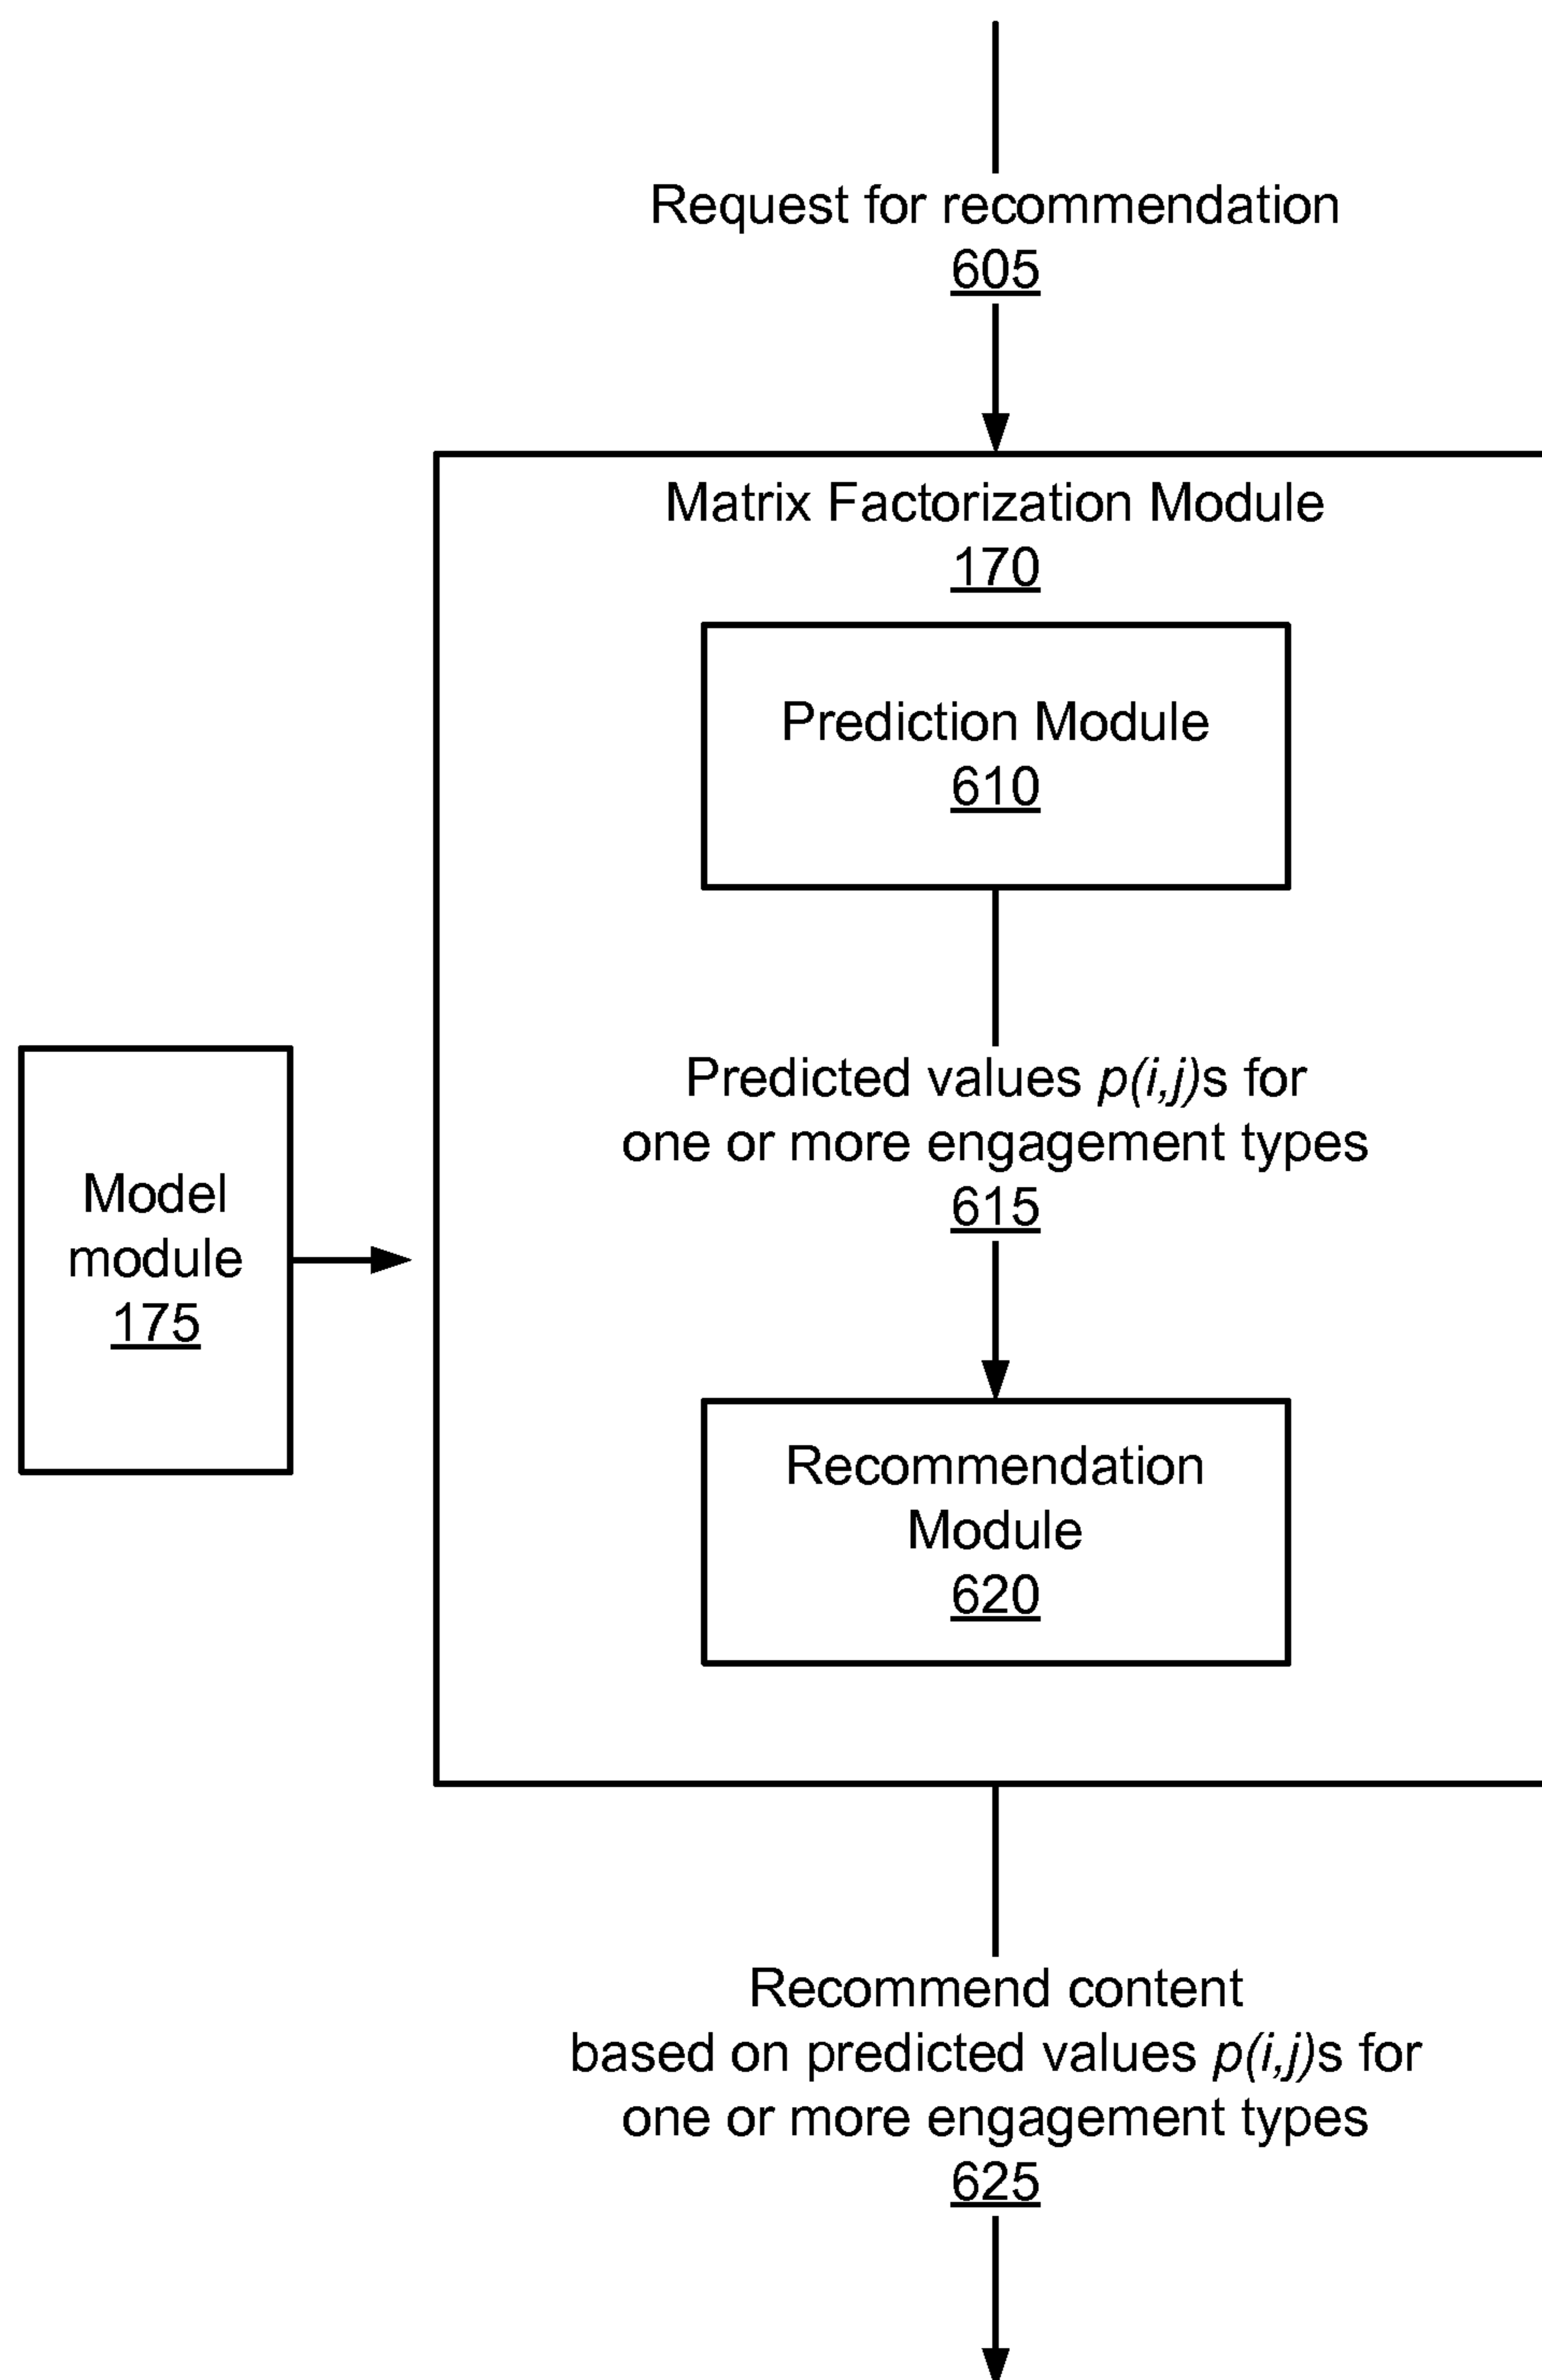 Request for recommendation
605
Matrix Factorization Module
170
Prediction Module
610
Predicted values p(i,j)s for
one or more engagement types
615
Model
module
175
Recommendation
Module
620
Recommend content
based on predicted values p(i,j)s for
one or more engagement types
625